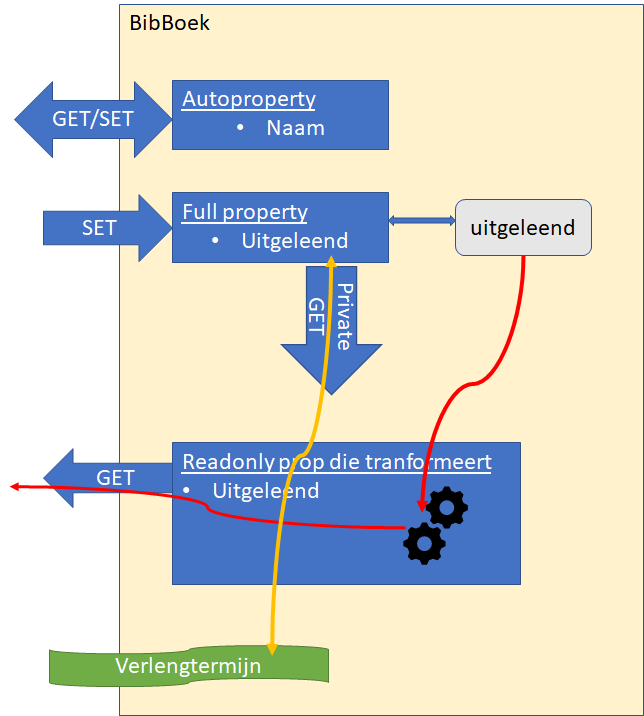 BibBoek
Autoproperty
• Naam
GET/SET
Full property
• Uitgeleend
SET
uitgeleend
Private
GET
Readonly prop die tranformeert
• Uitgeleend
GET
Verlengtermijn